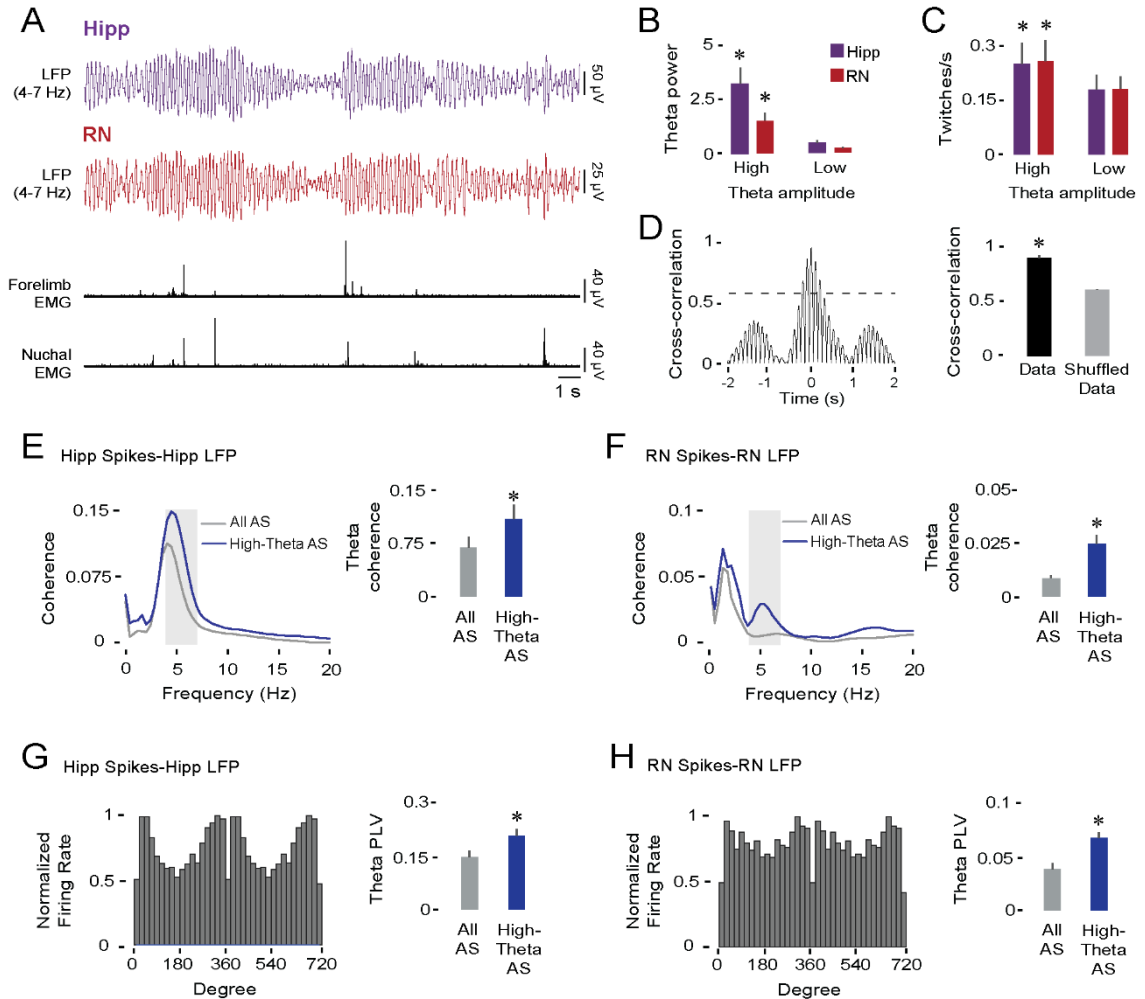 A
Hipp
LFP
(4-7 Hz)
50
µV
RN
LFP
(4-7 Hz)
25
µV
Forelimb
EMG
40
µV
Nuchal
EMG
40
µV
1 s
B
Theta power
5
2.5
0
*
*
Hipp
RN
High
Low
Theta amplitude
C
Twitches/s
0.3
0.15
0
* *
High
Low
Theta amplitude
D
Cross-correlation
1
0.5
0
-2 -1 0 1 2
Time (s)
Cross-correlation
1
0.5
0
*
Data
Shuffled
Data
E
Hipp Spikes-Hipp LFP
Coherence
0.15
0.075
0
All AS
High-Theta AS
0 5 10 15 20
Frequency (Hz)
Theta
coherence
0.15
0.75
0
*
All
AS
High-
Theta
AS
F
RN Spikes-RN LFP
Coherence
0.1
0.05
0
All AS
High-Theta AS
0 5 10 15 20
Frequency (Hz)
Theta
coherence
0.05
0.025
0
*
All
AS
High-
Theta
AS
G
Hipp Spikes-Hipp LFP
Normalized
Firing Rate
1
0.5
0
0 180 360 540 720
Degree
Theta PLV
0.3
0.15
0
*
All
AS
High-
Theta
AS
H
RN Spikes-RN LFP
Normalized
Firing Rate
1
0.5
0
0 180 360 540 720
Degree
Theta PLV
0.1
0.05
0
*
All
AS
High-
Theta
AS